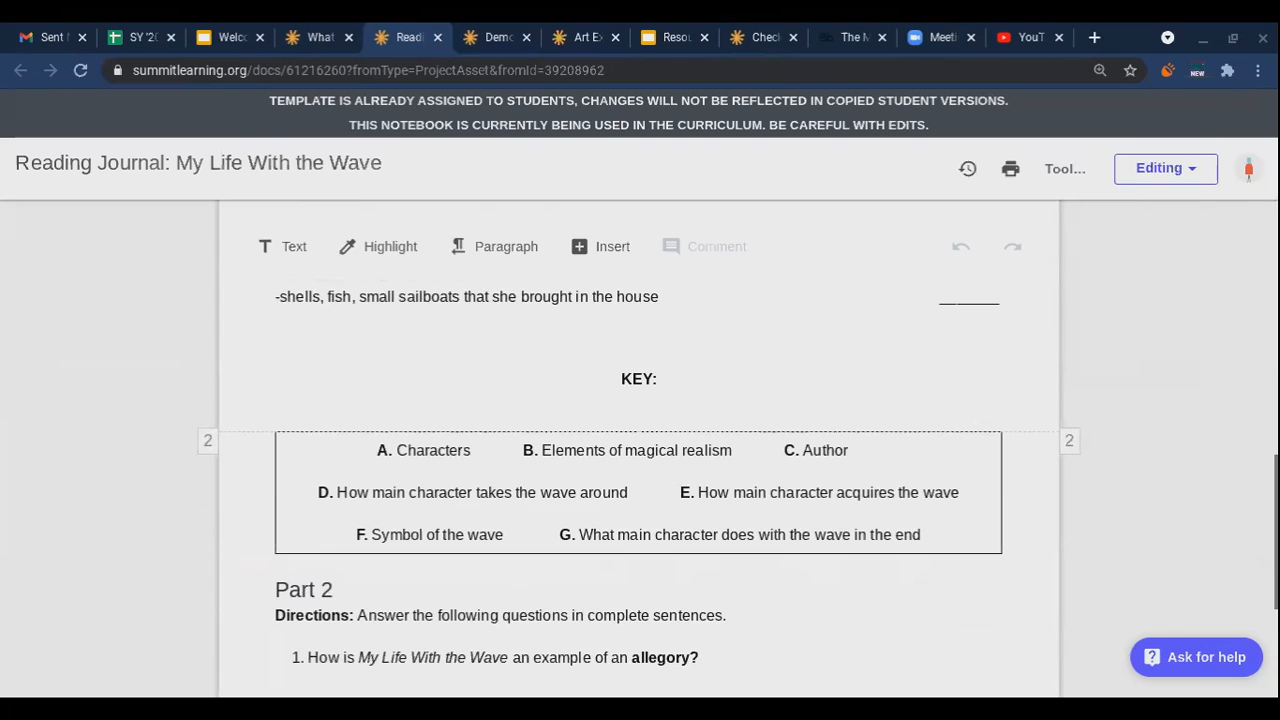 Sent
SY '2
Welc
What
Readi
Demo
Art Ex
Resou
Check
The M
Meeti
YouT
summitlearning.org/docs/61216260?fromType=ProjectAsset&fromId=39208962
NEW
TEMPLATE IS ALREADY ASSIGNED TO STUDENTS, CHANGES WILL NOT BE REFLECTED IN COPIED STUDENT VERSIONS.
THIS NOTEBOOK IS CURRENTLY BEING USED IN THE CURRICULUM. BE CAREFUL WITH EDITS.
Reading Journal: My Life With the Wave
Tool...
Editing
Text
Highlight
Paragraph
Insert
Comment
-shells, fish, small sailboats that she brought in the house _______
KEY:
2
2
A. Characters B. Elements of magical realism C. Author
D. How main character takes the wave around E. How main character acquires the wave
F. Symbol of the wave G. What main character does with the wave in the end
Part 2
Directions: Answer the following questions in complete sentences.
1. How is My Life With the Wave an example of an allegory?
Ask for help